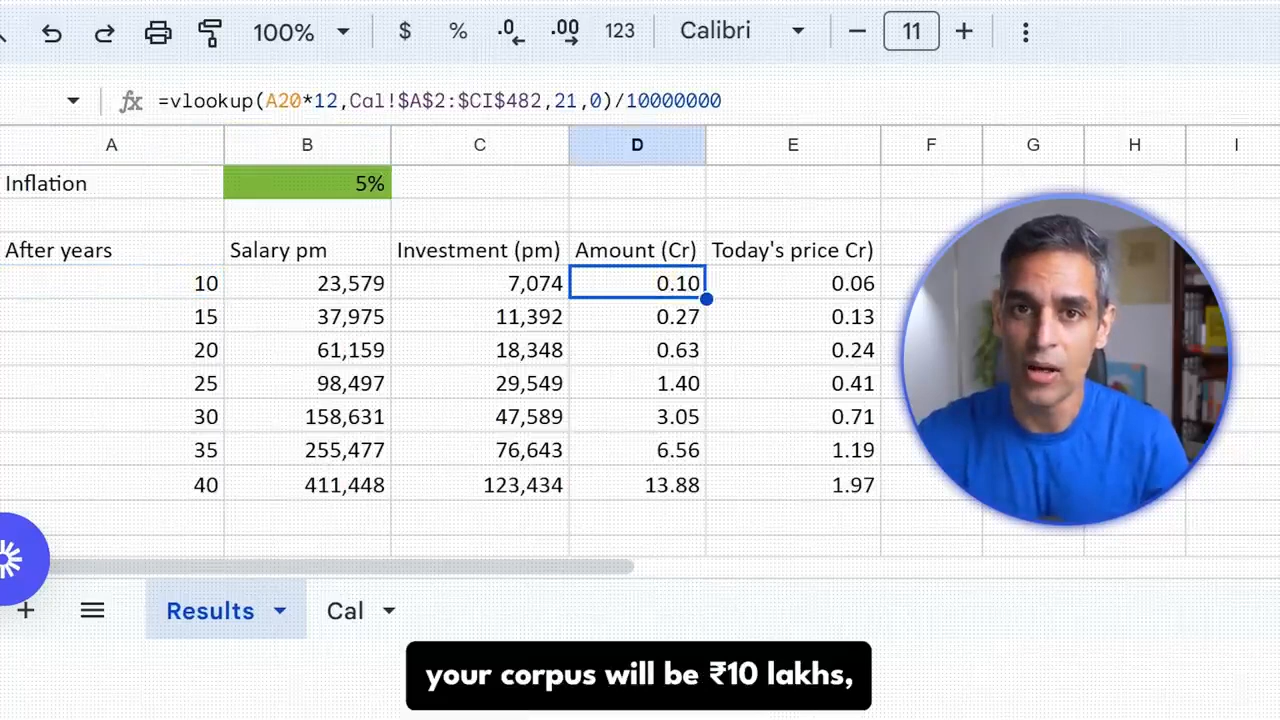 100% $ % .0 .00 123 Calibri 11
fx =vlookup(A20*12,Cal!$A$2:$CI$482,21,0)/10000000
A B C D E F G H I
Inflation 5%
After years Salary pm Investment (pm) Amount (Cr) Today's price Cr)
10 23,579 7,074 0.10 0.06
15 37,975 11,392 0.27 0.13
20 61,159 18,348 0.63 0.24
25 98,497 29,549 1.40 0.41
30 158,631 47,589 3.05 0.71
35 255,477 76,643 6.56 1.19
40 411,448 123,434 13.88 1.97
Results Cal
your corpus will be ₹10 lakhs,